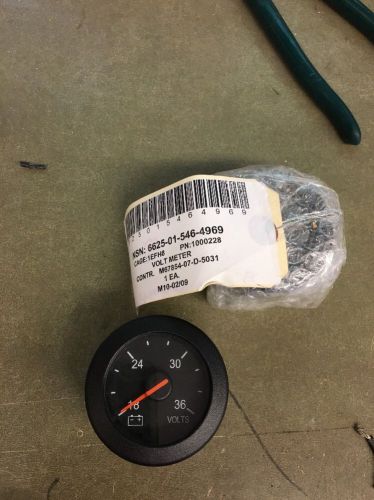 6625015464969
NSN: 6625-01-546-4969
CAGE:1EFH8 PN:1000228
VOLT METER
CONTR. M67854-07-D-5031
1 EA.
M10-02/09
24 30
18 36
VOLTS